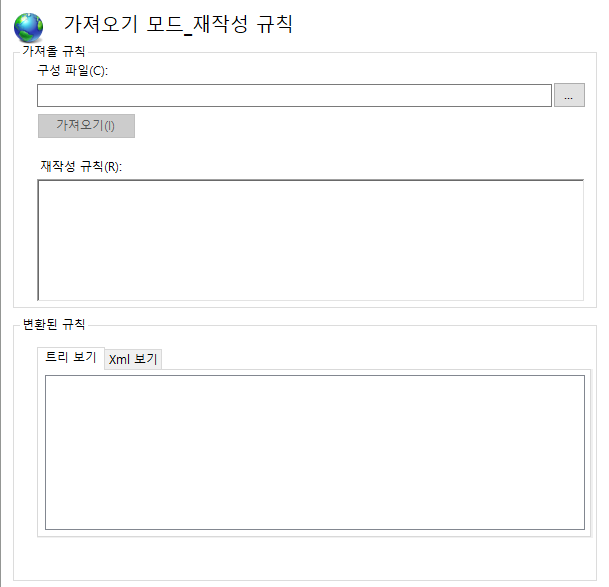 가져오기 모드_재작성 규칙
가져올 규칙
구성 파일(C):
...
가져오기(I)
재작성 규칙(R):
변환된 규칙
트리 보기
Xml 보기